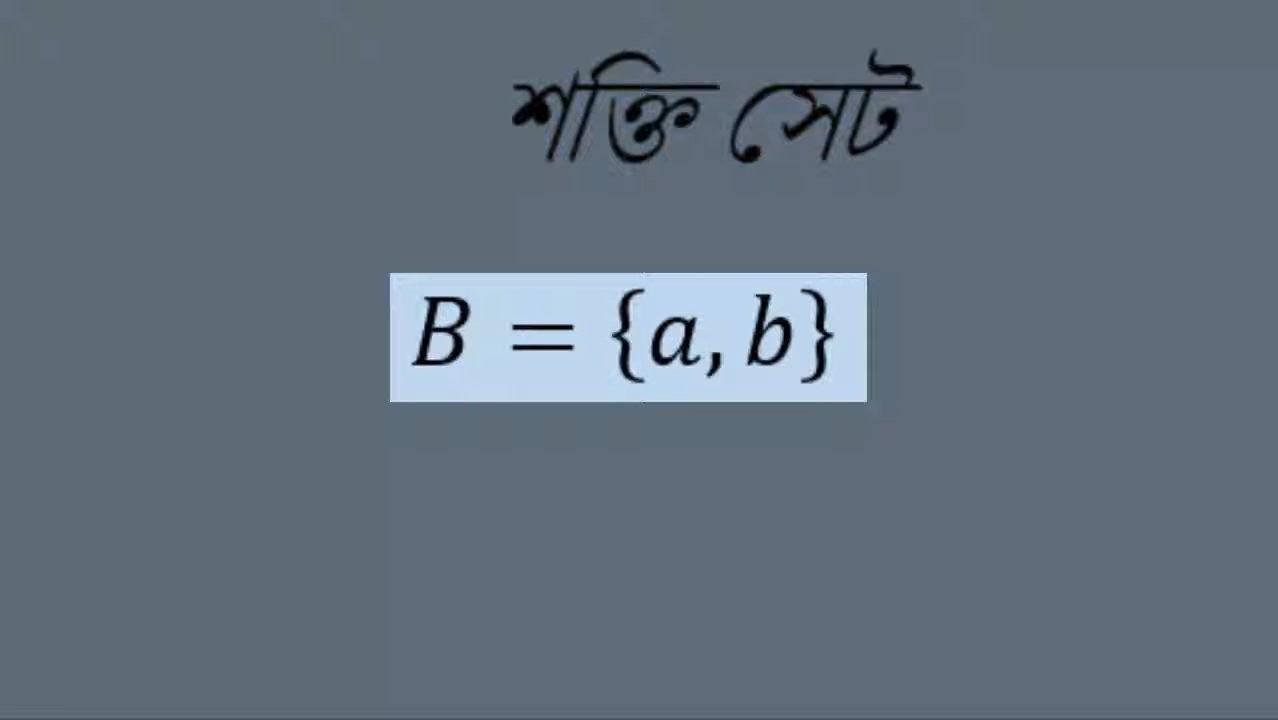 শক্তি সেট
B = {a, b}